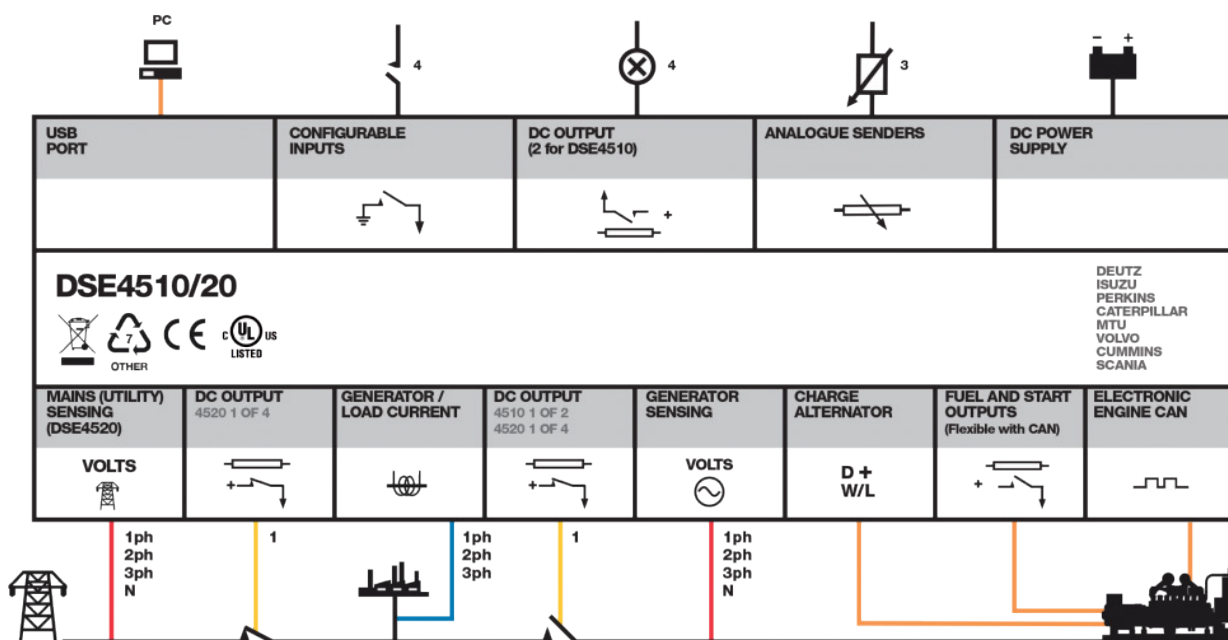 PC
4
4
3
- +
USB
PORT
CONFIGURABLE
INPUTS
DC OUTPUT
(2 for DSE4510)
ANALOGUE SENDERS
DC POWER
SUPPLY
+
DSE4510/20
7
OTHER
CE
C UL US
LISTED
DEUTZ
ISUZU
PERKINS
CATERPILLAR
MTU
VOLVO
CUMMINS
SCANIA
MAINS (UTILITY)
SENSING
(DSE4520)
VOLTS
DC OUTPUT
4520 1 OF 4
+
GENERATOR /
LOAD CURRENT
DC OUTPUT
4510 1 OF 2
4520 1 OF 4
+
GENERATOR
SENSING
VOLTS
CHARGE
ALTERNATOR
D +
W/L
FUEL AND START
OUTPUTS
(Flexible with CAN)
+
ELECTRONIC
ENGINE CAN
1ph
2ph
3ph
N
1
1ph
2ph
3ph
1
1ph
2ph
3ph
N